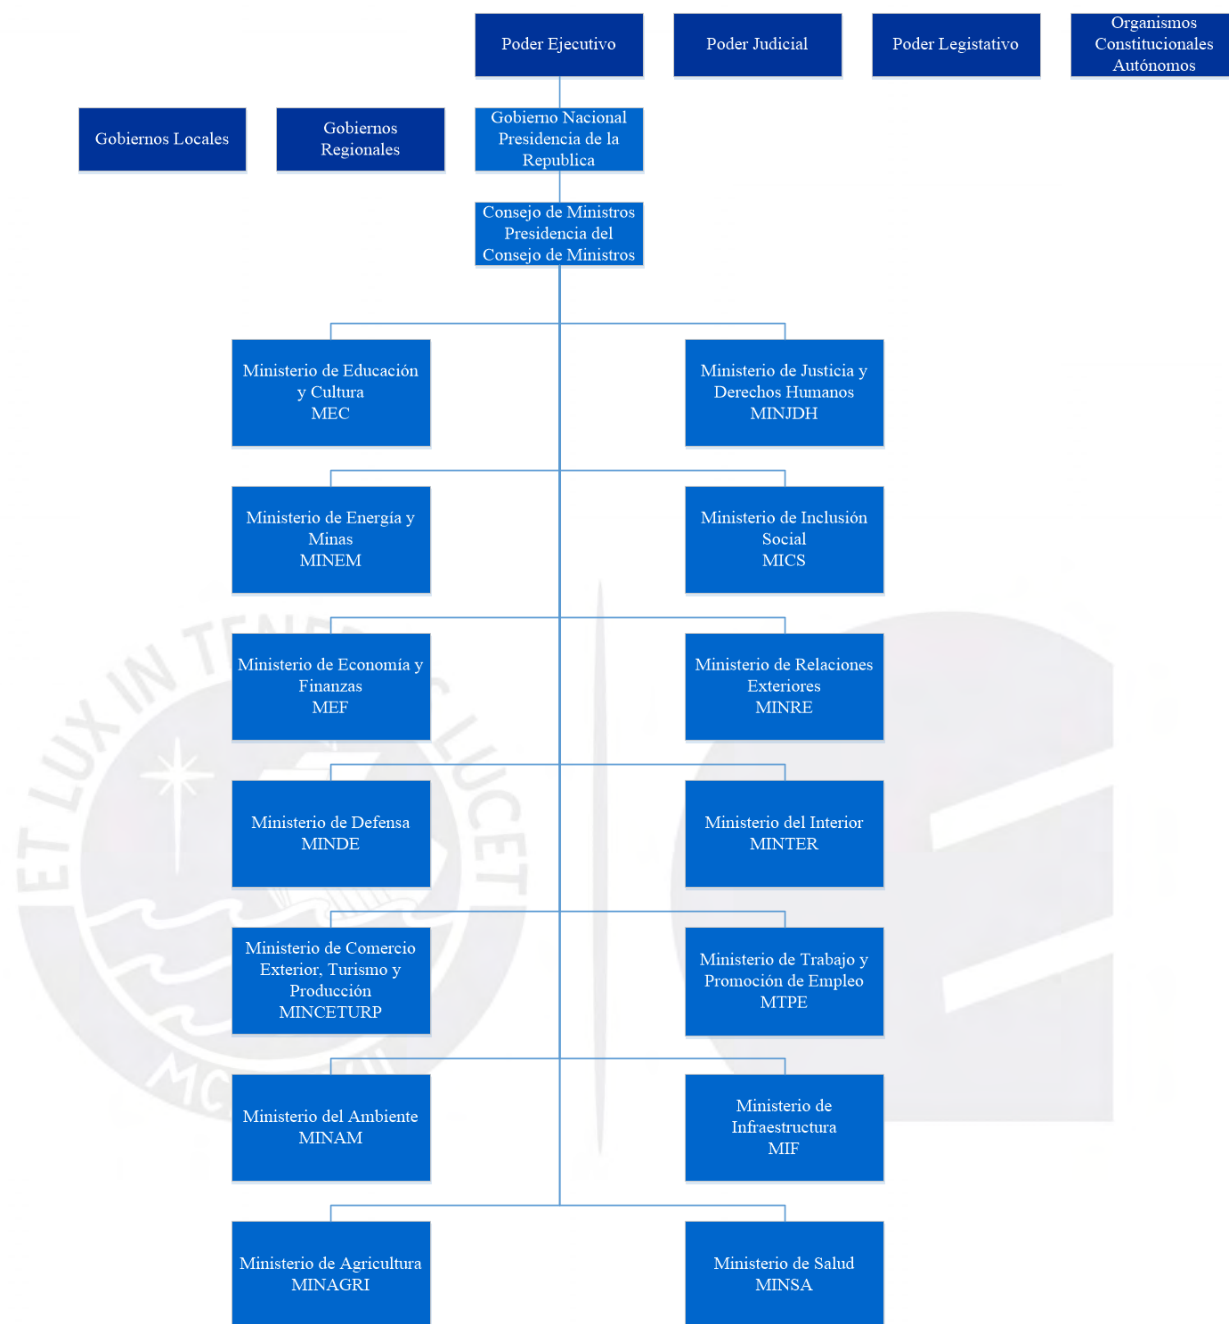 Poder Ejecutivo
Poder Judicial
Poder Legistativo
Organismos
Constitucionales
Autónomos
Gobiernos Locales
Gobiernos
Regionales
Gobierno Nacional
Presidencia de la
Republica
Consejo de Ministros
Presidencia del
Consejo de Ministros
Ministerio de Educación
y Cultura
MEC
Ministerio de Justicia y
Derechos Humanos
MINJDH
Ministerio de Energía y
Minas
MINEM
Ministerio de Inclusión
Social
MICS
Ministerio de Economía y
Finanzas
MEF
Ministerio de Relaciones
Exteriores
MINRE
Ministerio de Defensa
MINDE
Ministerio del Interior
MINTER
Ministerio de Comercio
Exterior, Turismo y
Producción
MINCETURP
Ministerio de Trabajo y
Promoción de Empleo
MTPE
Ministerio del Ambiente
MINAM
Ministerio de
Infraestructura
MIF
Ministerio de Agricultura
MINAGRI
Ministerio de Salud
MINSA
ET LUX IN
LUCET